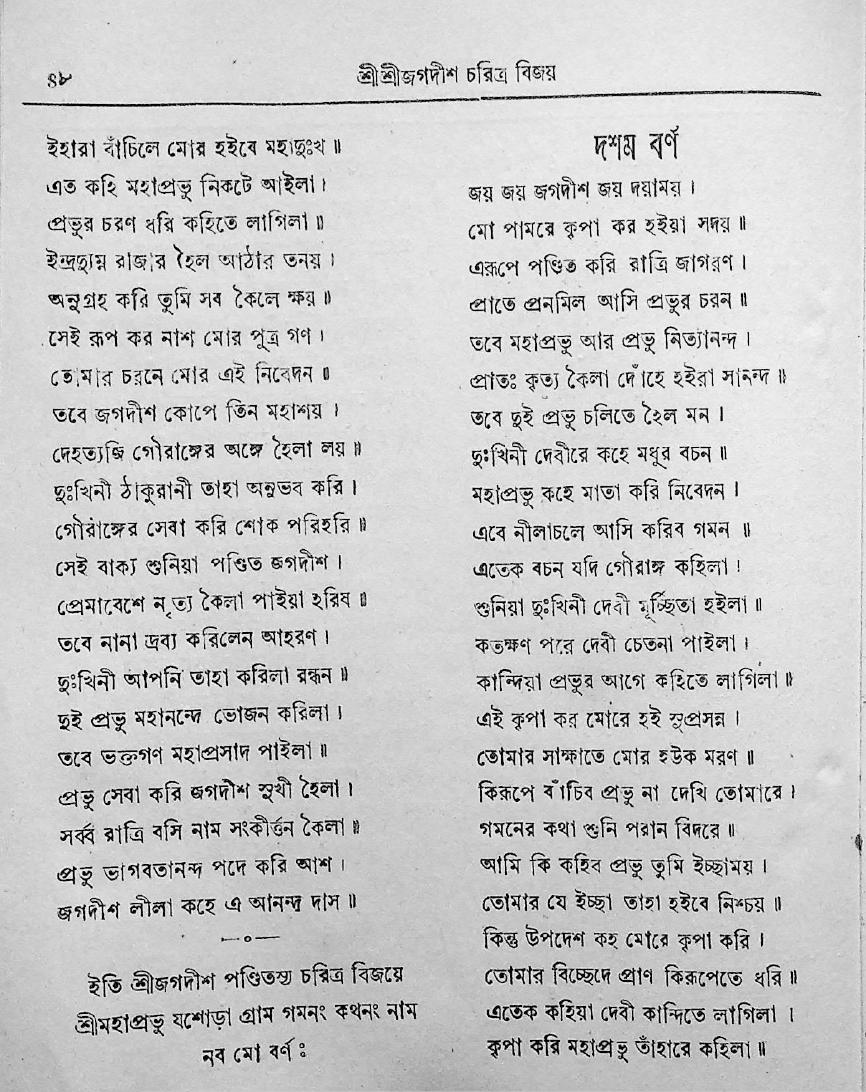 ৪৮
শ্রীশ্রীজগদীশ চরিত্র বিজয়
ইহারা বাঁচিলে মোর হইবে মহাদুঃখ ॥
এত কহি মহাপ্রভু নিকটে আইলা ।
প্রভুর চরণ ধরি কহিতে লাগিলা ॥
ইন্দ্রদ্যুম্ন রাজার হৈল আঠার তনয় ।
অনুগ্রহ করি তুমি সব কৈলে ক্ষয় ॥
সেই রূপ কর নাশ মোর পুত্র গণ ।
তোমার চরনে মোর এই নিবেদন ॥
তবে জগদীশ কোপে তিন মহাশয় ।
দেহত্যজি গৌরাঙ্গের অঙ্গে হৈলা লয় ॥
দুঃখিনী ঠাকুরানী তাহা অনুভব করি ।
গৌরাঙ্গের সেবা করি শোক পরিহরি ॥
সেই বাক্য শুনিয়া পণ্ডিত জগদীশ ।
প্রেমাবেশে নৃত্য কৈলা পাইয়া হরিষ ॥
তবে নানা দ্রব্য করিলেন আহরণ ।
দুঃখিনী আপনি তাহা করিলা রন্ধন ॥
দুই প্রভু মহানন্দে ভোজন করিলা ।
তবে ভক্তগণ মহাপ্রসাদ পাইলা ॥
প্রভু সেবা করি জগদীশ সুখী হৈলা ।
সর্ব্ব রাত্রি বসি নাম সংকীর্ত্তন কৈলা ॥
প্রভু ভাগবতানন্দ পদে করি আশ ।
জগদীশ লীলা কহে এ আনন্দ দাস ॥
ইতি শ্রীজগদীশ পণ্ডিতস্য চরিত্র বিজয়ে
শ্রীমহাপ্রভু যশোড়া গ্রাম গমনং কথনং নাম
নব মো বর্ণঃ
দশম বর্ণ
জয় জয় জগদীশ জয় দয়াময় ।
মো পামরে কৃপা কর হইয়া সদয় ॥
এরূপে পণ্ডিত করি রাত্রি জাগরণ ।
প্রাতে প্রনমিল আসি প্রভুর চরন ॥
তবে মহাপ্রভু আর প্রভু নিত্যানন্দ ।
প্রাতঃ কৃত্য কৈলা দোঁহে হইরা সানন্দ ॥
তবে দুই প্রভু চলিতে হৈল মন ।
দুঃখিনী দেবীরে কহে মধুর বচন ॥
মহাপ্রভু কহে মাতা করি নিবেদন ।
এবে নীলাচলে আসি করিব গমন ॥
এতেক বচন যদি গৌরাঙ্গ কহিলা ।
শুনিয়া দুঃখিনী দেবী মূর্চ্ছিতা হইলা ॥
কতক্ষণ পরে দেবী চেতনা পাইলা ।
কান্দিয়া প্রভুর আগে কহিতে লাগিলা ॥
এই কৃপা কর মোরে হই সুপ্রসন্ন ।
তোমার সাক্ষাতে মোর হউক মরণ ॥
কিরূপে বাঁচিব প্রভু না দেখি তোমারে ।
গমনের কথা শুনি পরান বিদরে ॥
আমি কি কহিব প্রভু তুমি ইচ্ছাময় ।
তোমার যে ইচ্ছা তাহা হইবে নিশ্চয় ॥
কিন্তু উপদেশ কহ মোরে কৃপা করি ।
তোমার বিচ্ছেদে প্রাণ কিরূপেতে ধরি ॥
এতেক কহিয়া দেবী কান্দিতে লাগিলা ।
কৃপা করি মহাপ্রভু তাঁহারে কহিলা ॥